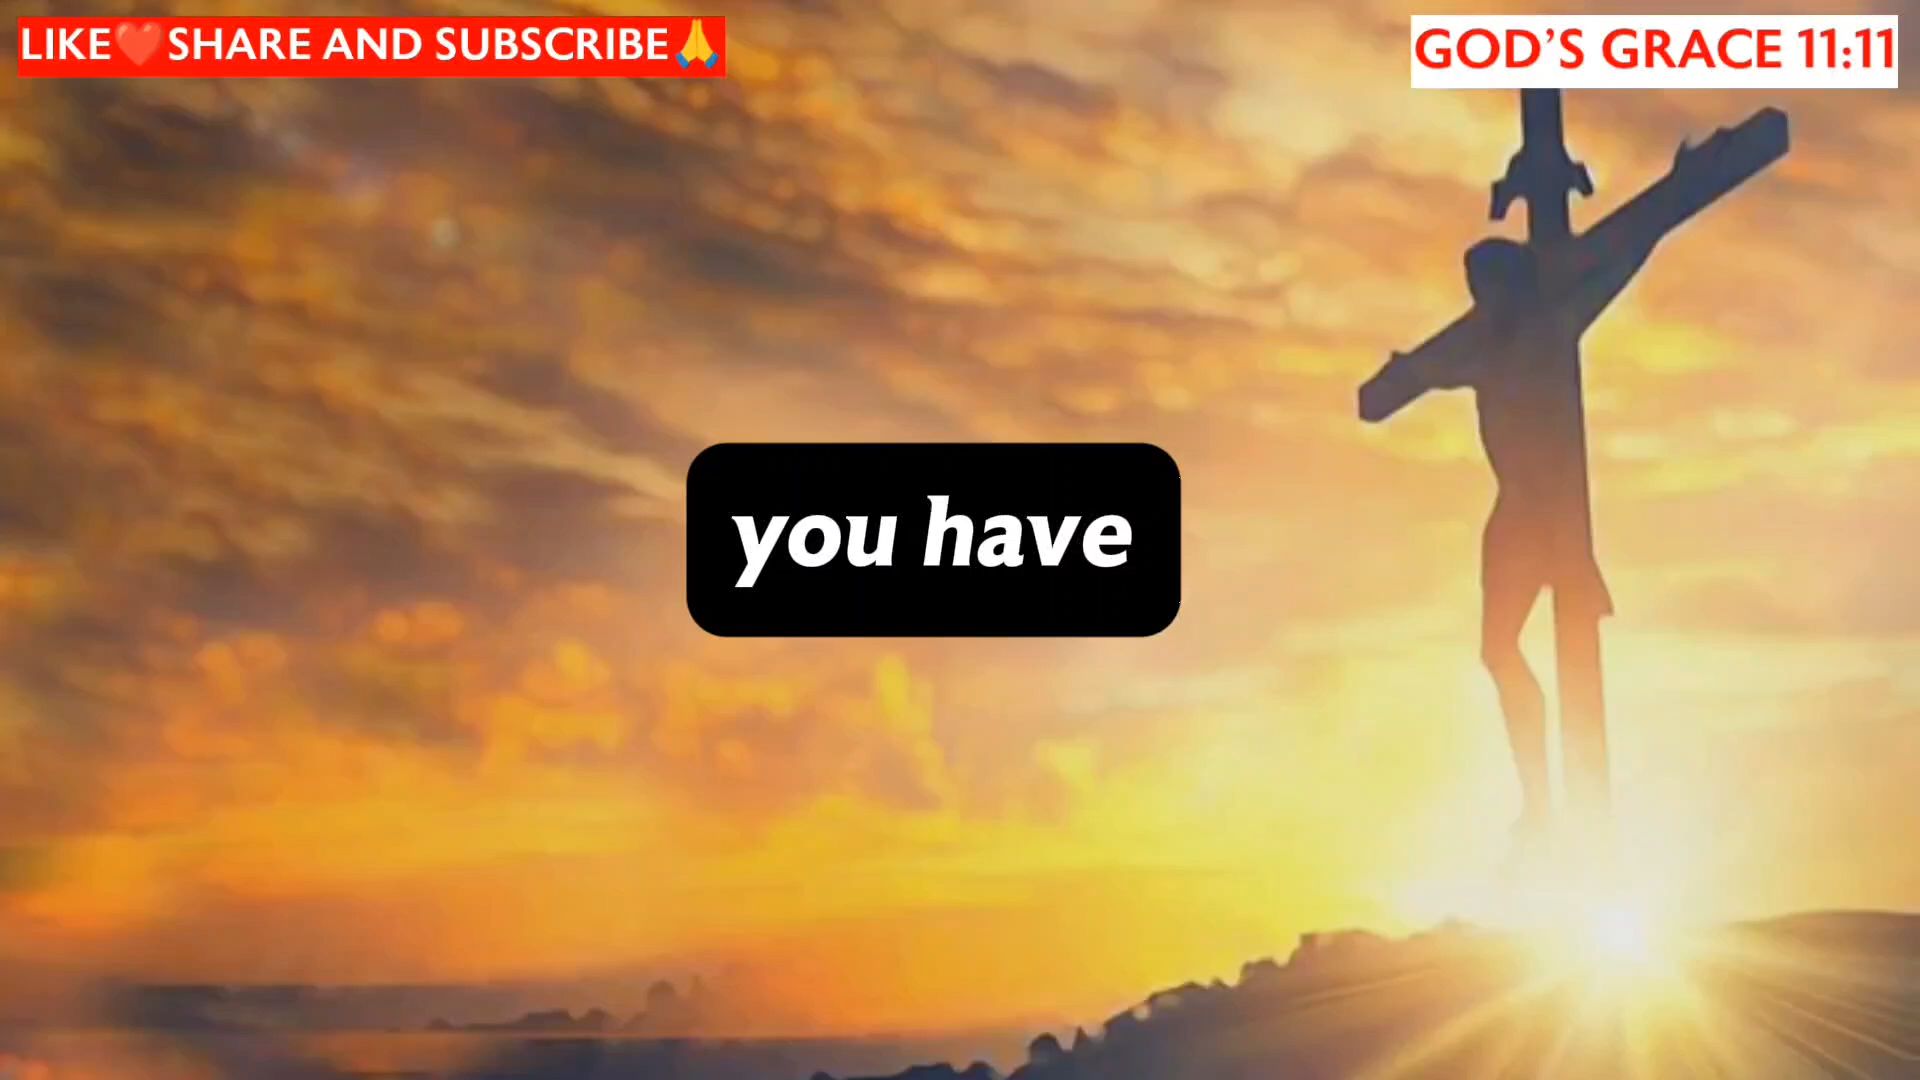 LIKE❤️SHARE AND SUBSCRIBE🙏
GOD’S GRACE 11:11
you have